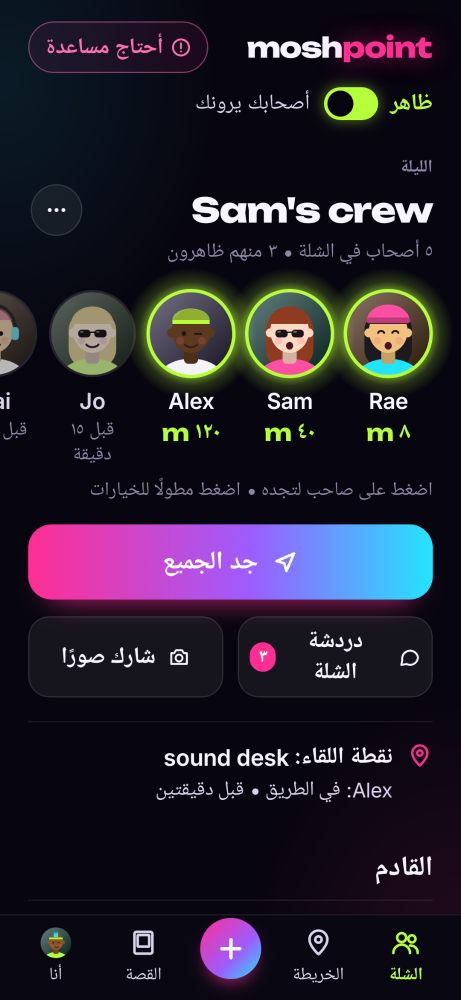 moshpoint
أحتاج مساعدة
ظاهر
أصحابك يرونك
الليلة
Sam's crew
٥ أصحاب في الشلة • ٣ منهم ظاهرون
Rae
٨ m
Sam
٤٠ m
Alex
١٢٠ m
Jo
قبل ١٥
دقيقة
ai
قبل
اضغط على صاحب لتجده • اضغط مطولًا للخيارات
جد الجميع
دردشة
الشلة
٣
شارك صورًا
نقطة اللقاء: sound desk
Alex: في الطريق • قبل دقيقتين
القادم
الشلة
الخريطة
القصة
أنا